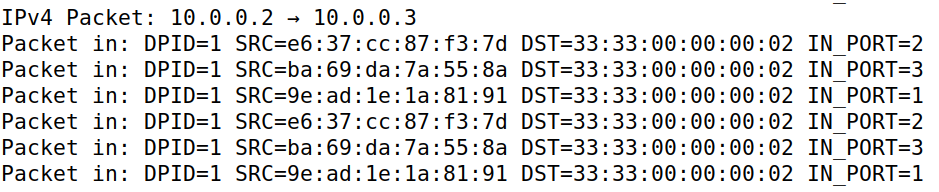 IPv4 Packet: 10.0.0.2 → 10.0.0.3
Packet in: DPID=1 SRC=e6:37:cc:87:f3:7d DST=33:33:00:00:00:02 IN_PORT=2
Packet in: DPID=1 SRC=ba:69:da:7a:55:8a DST=33:33:00:00:00:02 IN_PORT=3
Packet in: DPID=1 SRC=9e:ad:1e:1a:81:91 DST=33:33:00:00:00:02 IN_PORT=1
Packet in: DPID=1 SRC=e6:37:cc:87:f3:7d DST=33:33:00:00:00:02 IN_PORT=2
Packet in: DPID=1 SRC=ba:69:da:7a:55:8a DST=33:33:00:00:00:02 IN_PORT=3
Packet in: DPID=1 SRC=9e:ad:1e:1a:81:91 DST=33:33:00:00:00:02 IN_PORT=1